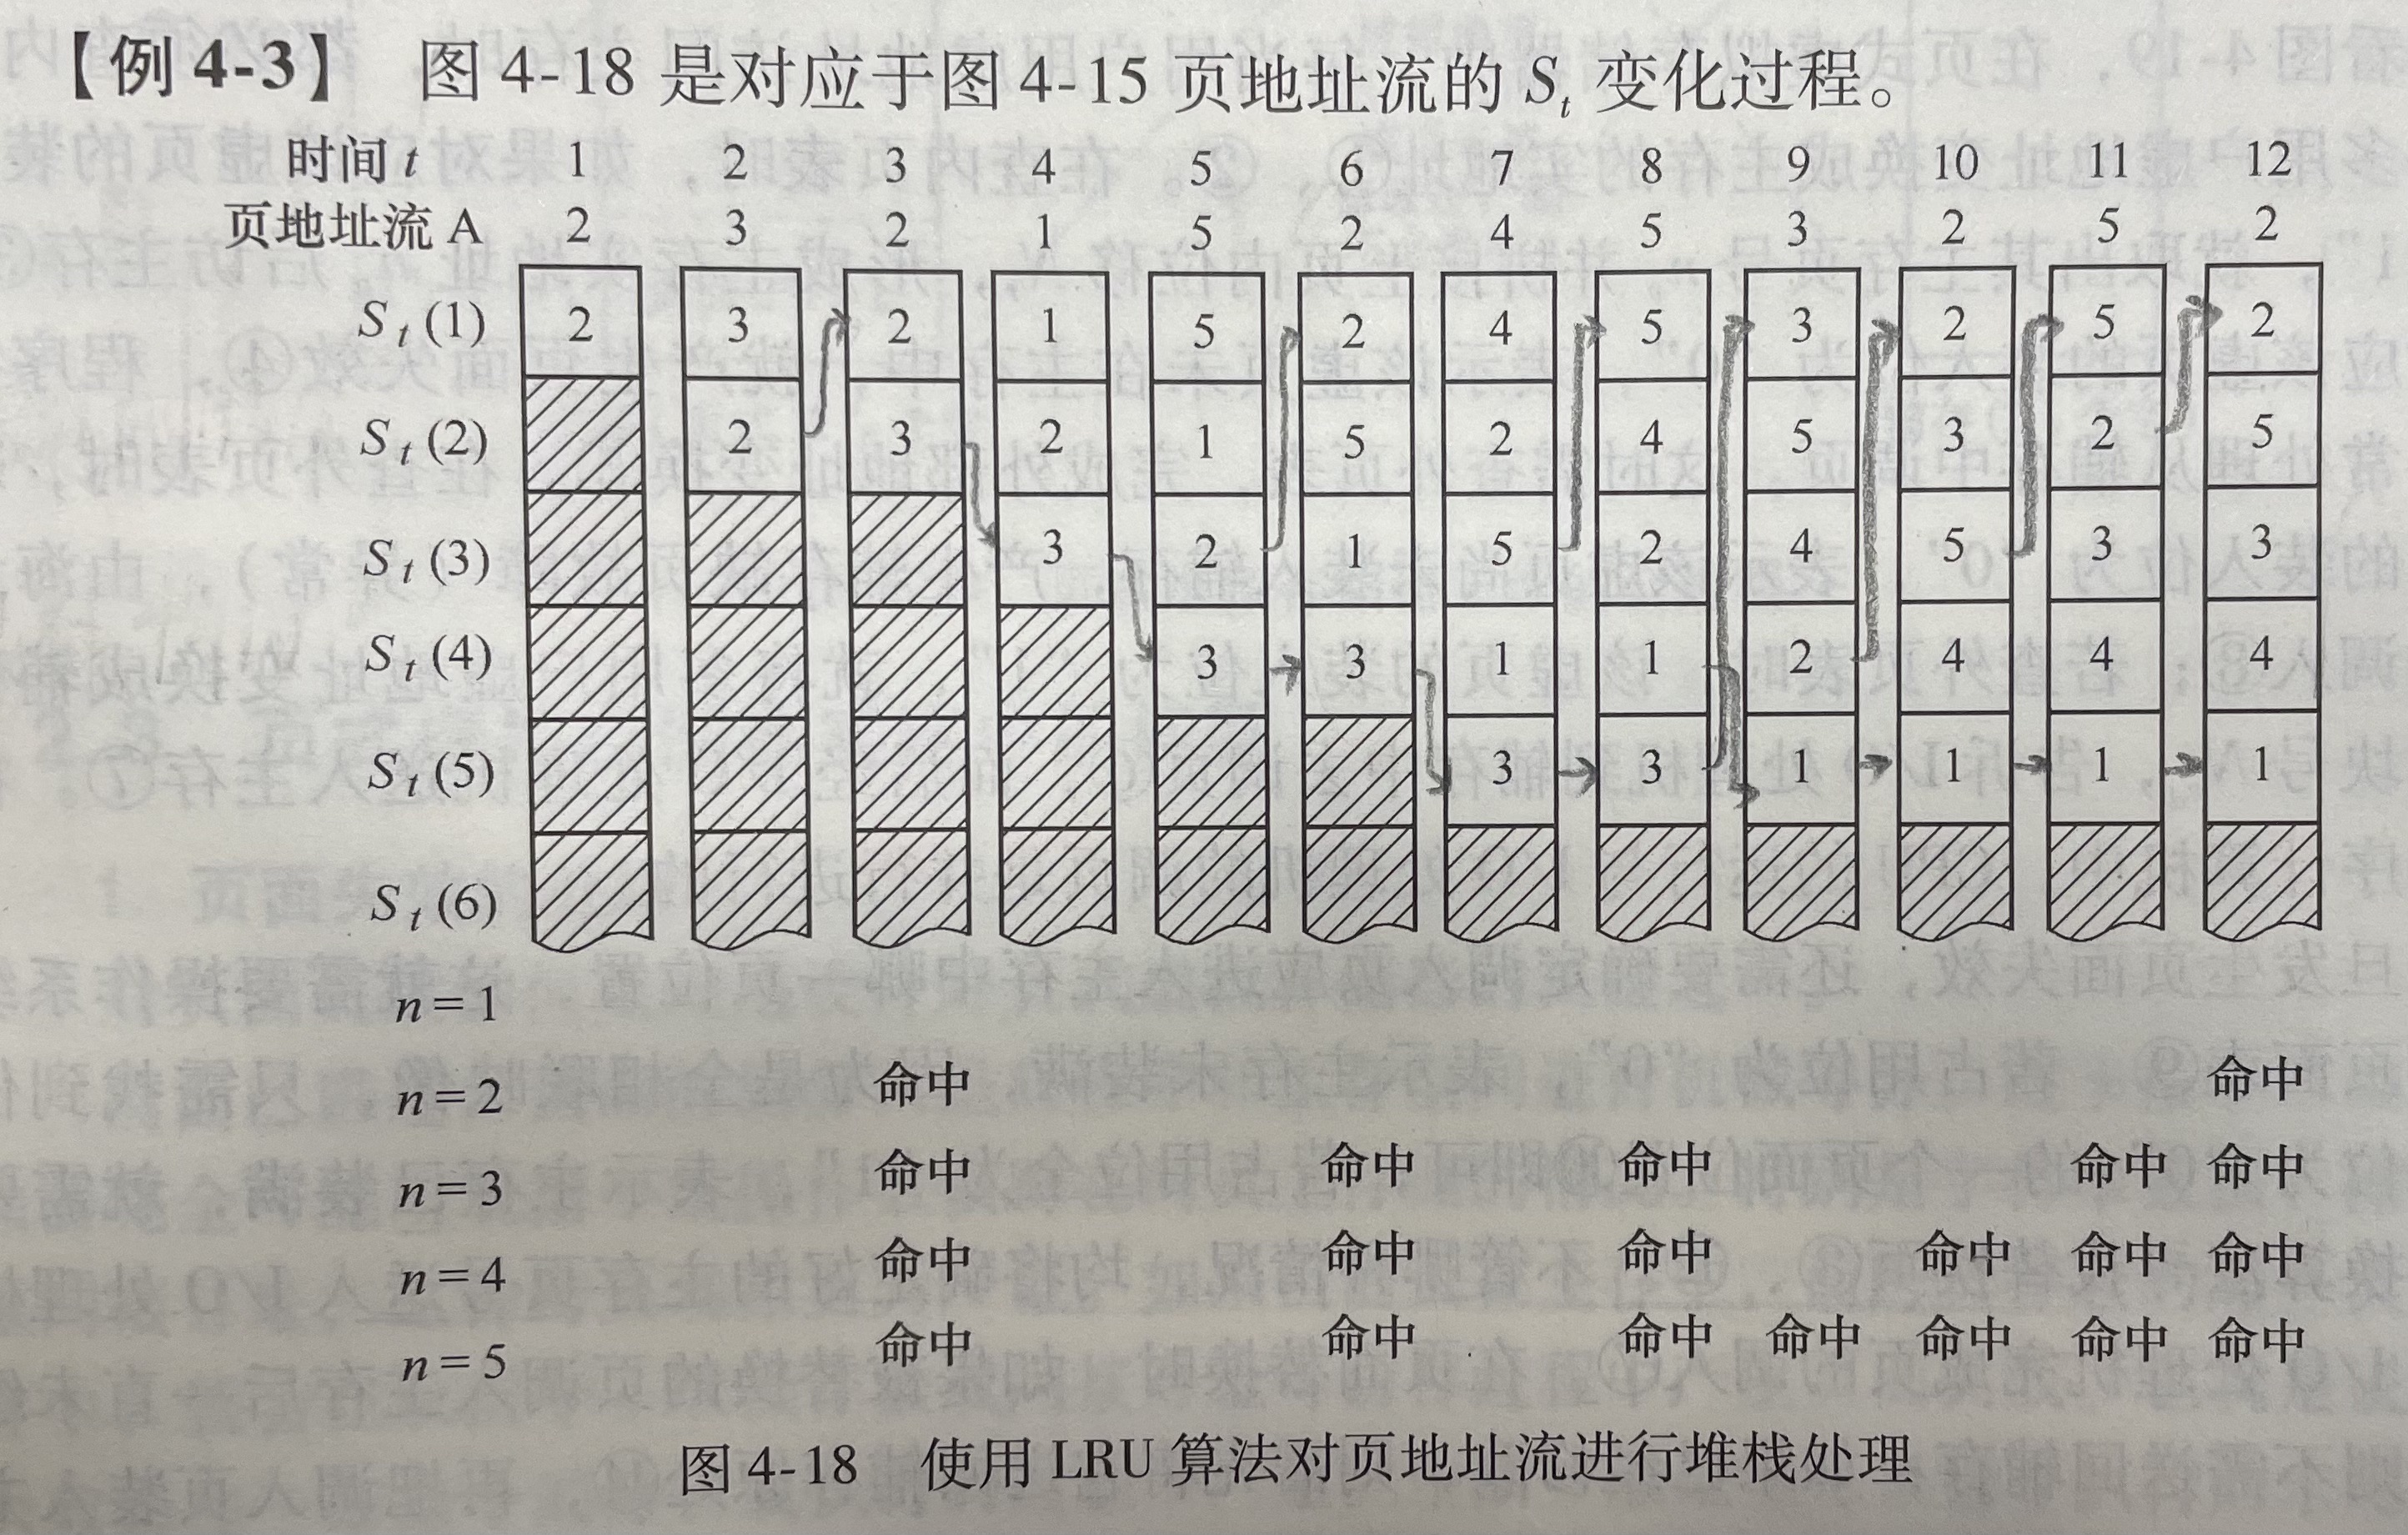 【例 4-3】 图 4-18 是对应于图 4-15 页地址流的 S_t 变化过程。
时间 t 1 2 3 4 5 6 7 8 9 10 11 12
页地址流 A 2 3 2 1 5 2 4 5 3 2 5 2
S_t (1) 2 3 2 1 5 2 4 5 3 2 5 2
S_t (2) 2 3 2 1 5 2 4 5 3 2 5
S_t (3) 3 2 1 5 2 4 5 3 3
S_t (4) 3 3 1 1 2 4 4 4
S_t (5) 3 3 1 1 1 1
S_t (6)
n = 1
n = 2 命中 命中
n = 3 命中 命中 命中 命中 命中
n = 4 命中 命中 命中 命中 命中 命中
n = 5 命中 命中 命中 命中 命中 命中 命中
图 4-18 使用 LRU 算法对页地址流进行堆栈处理